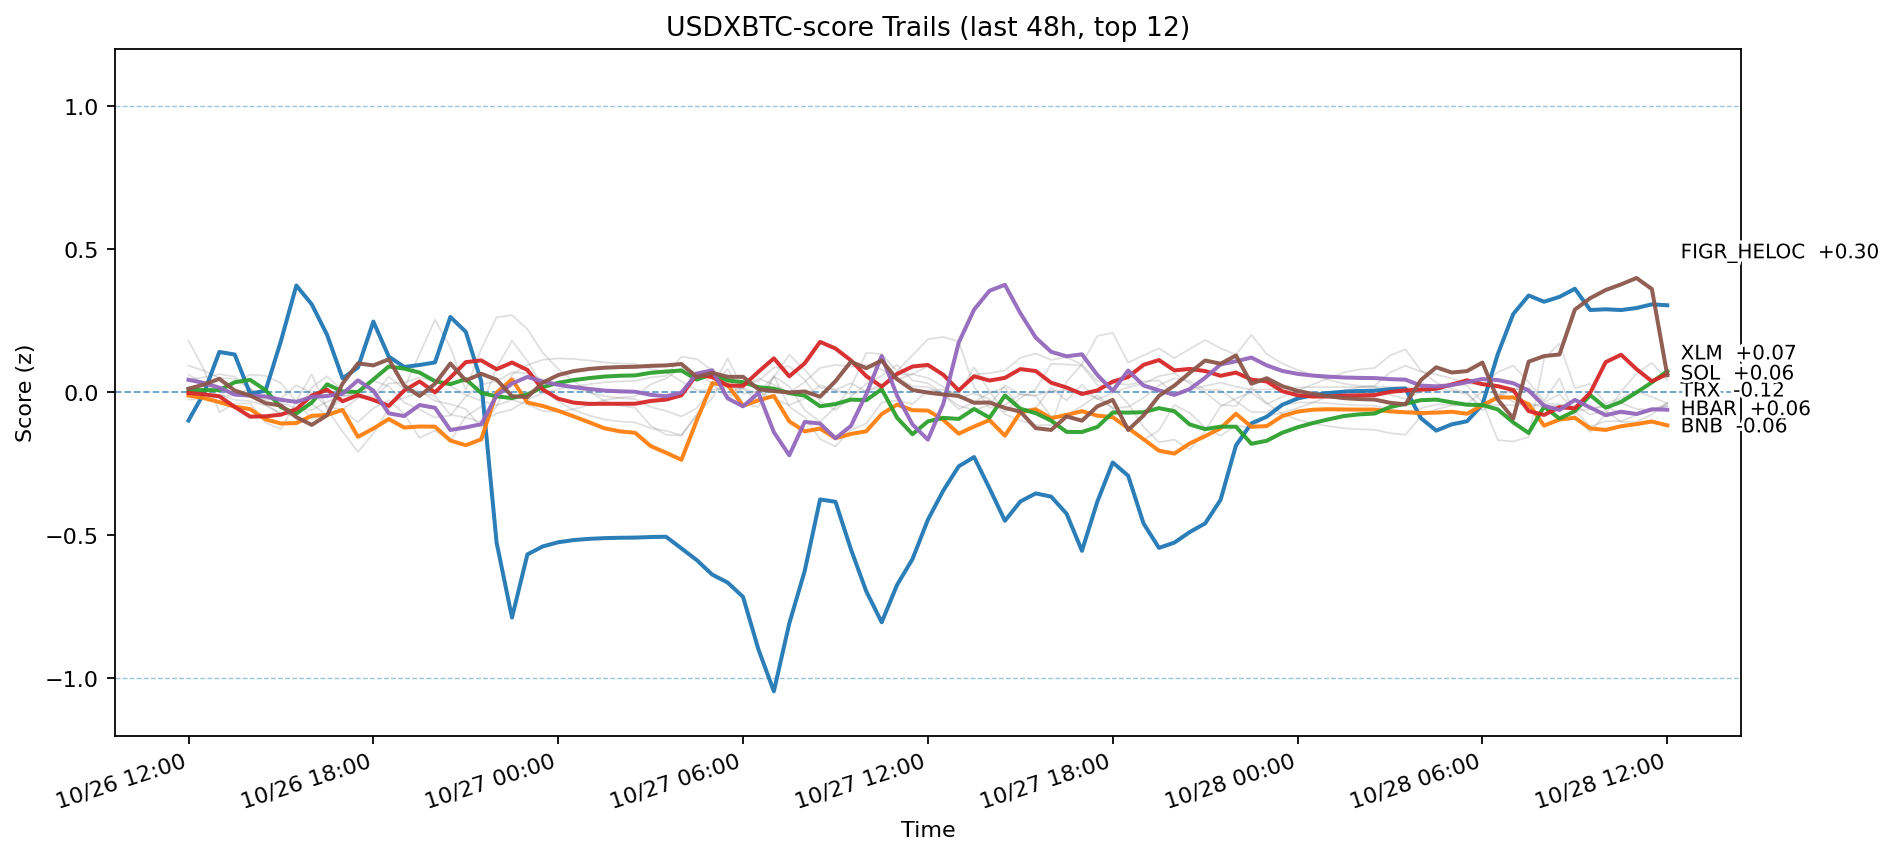 USDXBTC-score Trails (last 48h, top 12)
Score (z)
1.0
0.5
0.0
−0.5
−1.0
FIGR_HELOC +0.30
XLM +0.07
SOL +0.06
TRX -0.12
HBAR +0.06
BNB -0.06
10/26 12:00
10/26 18:00
10/27 00:00
10/27 06:00
10/27 12:00
10/27 18:00
10/28 00:00
10/28 06:00
10/28 12:00
Time